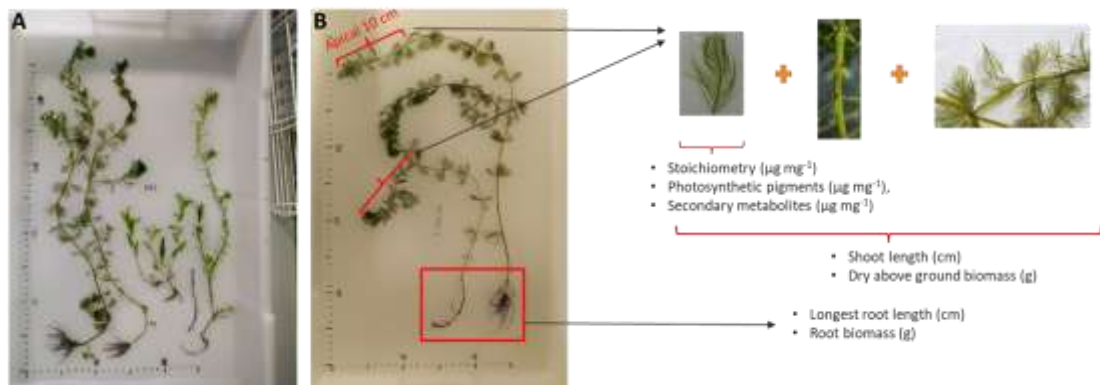 A
B
Apical 10 cm
• Stoichiometry (µg mg⁻¹)
• Photosynthetic pigments (µg mg⁻¹),
• Secondary metabolites (µg mg⁻¹)
• Shoot length (cm)
• Dry above ground biomass (g)
• Longest root length (cm)
• Root biomass (g)